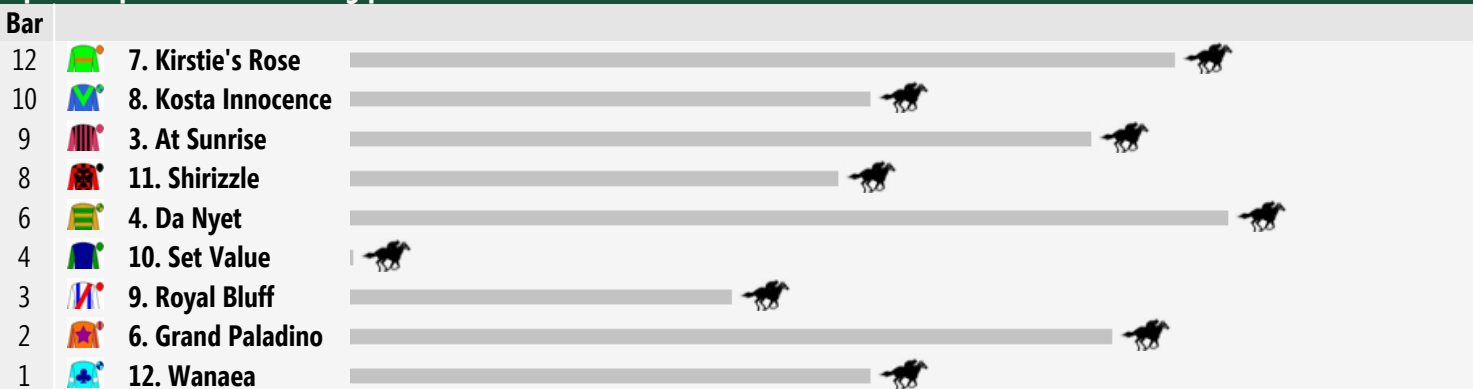 Bar
12 7. Kirstie's Rose
10 8. Kosta Innocence
9 3. At Sunrise
8 11. Shirizzle
6 4. Da Nyet
4 10. Set Value
3 9. Royal Bluff
2 6. Grand Paladino
1 12. Wanaea